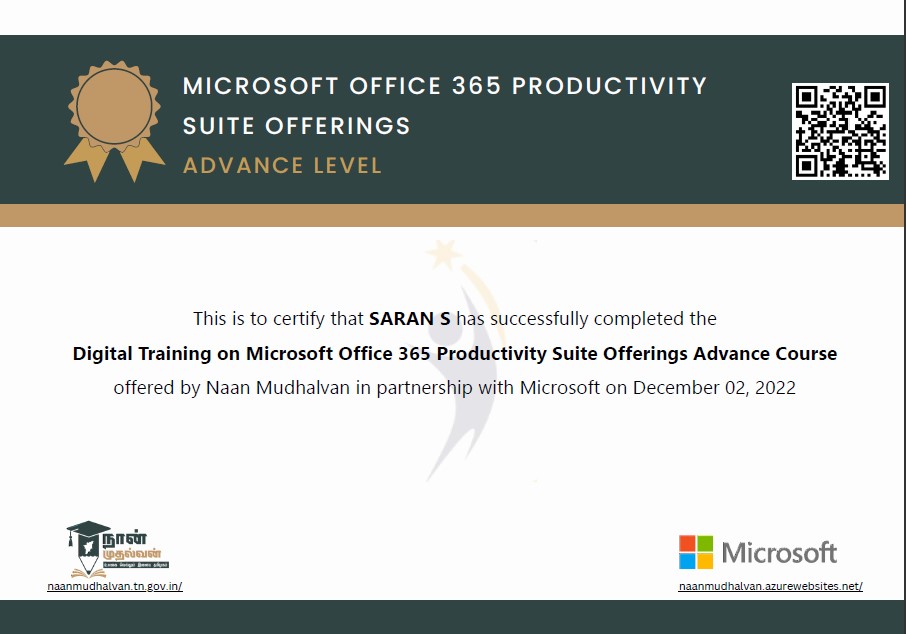 MICROSOFT OFFICE 365 PRODUCTIVITY
SUITE OFFERINGS
ADVANCE LEVEL
This is to certify that SARAN S has successfully completed the
Digital Training on Microsoft Office 365 Productivity Suite Offerings Advance Course
offered by Naan Mudhalvan in partnership with Microsoft on December 02, 2022
நான்
முதல்வன்
naanmudhalvan.tn.gov.in/
Microsoft
naanmudhalvan.azurewebsites.net/